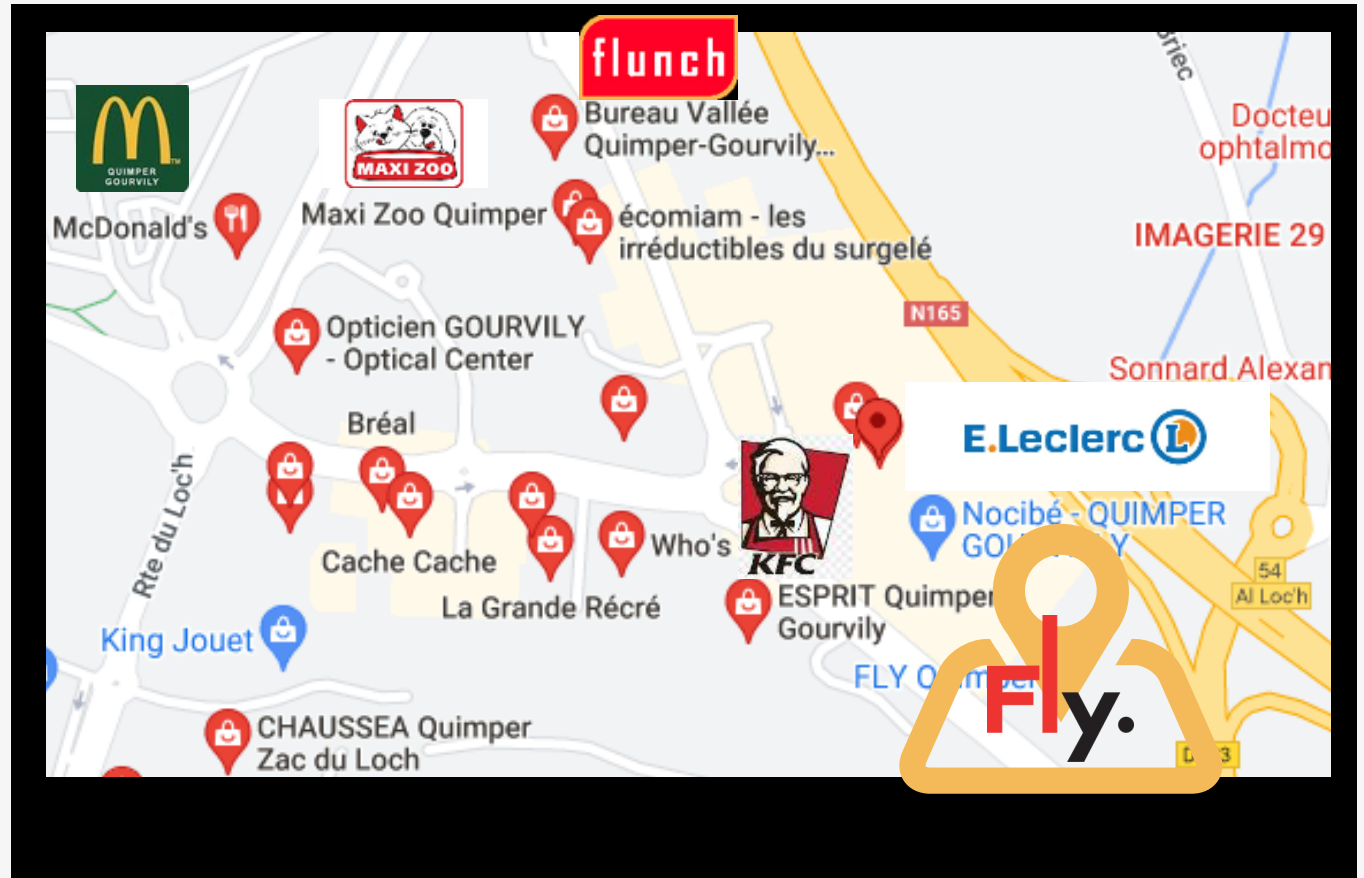 flunch
Briec
M
QUIMPER
GOURVILY
McDonald's
MAXI ZOO
Maxi Zoo Quimper
Bureau Vallée
Quimper-Gourvily...
écomiam - les
irréductibles du surgelé
Docteu
ophtalmo
IMAGERIE 29
N165
Sonnard Alexan
Opticien GOURVILY
- Optical Center
Bréal
E.Leclerc L
Rte du Loc'h
Cache Cache
La Grande Récré
Who's
KFC
Nocibé - QUIMPER
ESPRIT Quimper
Gourvily
54
Al Loc'h
King Jouet
FLY
Fly.
CHAUSSEA Quimper
Zac du Loch